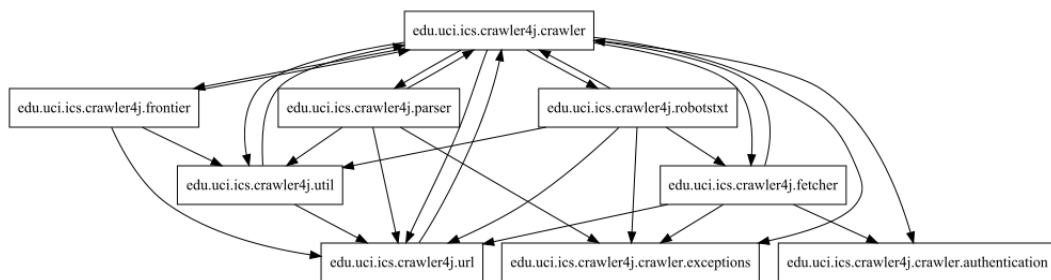 edu.uci.ics.crawler4j.crawler
edu.uci.ics.crawler4j.frontier
edu.uci.ics.crawler4j.parser
edu.uci.ics.crawler4j.robotstxt
edu.uci.ics.crawler4j.util
edu.uci.ics.crawler4j.fetcher
edu.uci.ics.crawler4j.url
edu.uci.ics.crawler4j.crawler.exceptions
edu.uci.ics.crawler4j.crawler.authentication